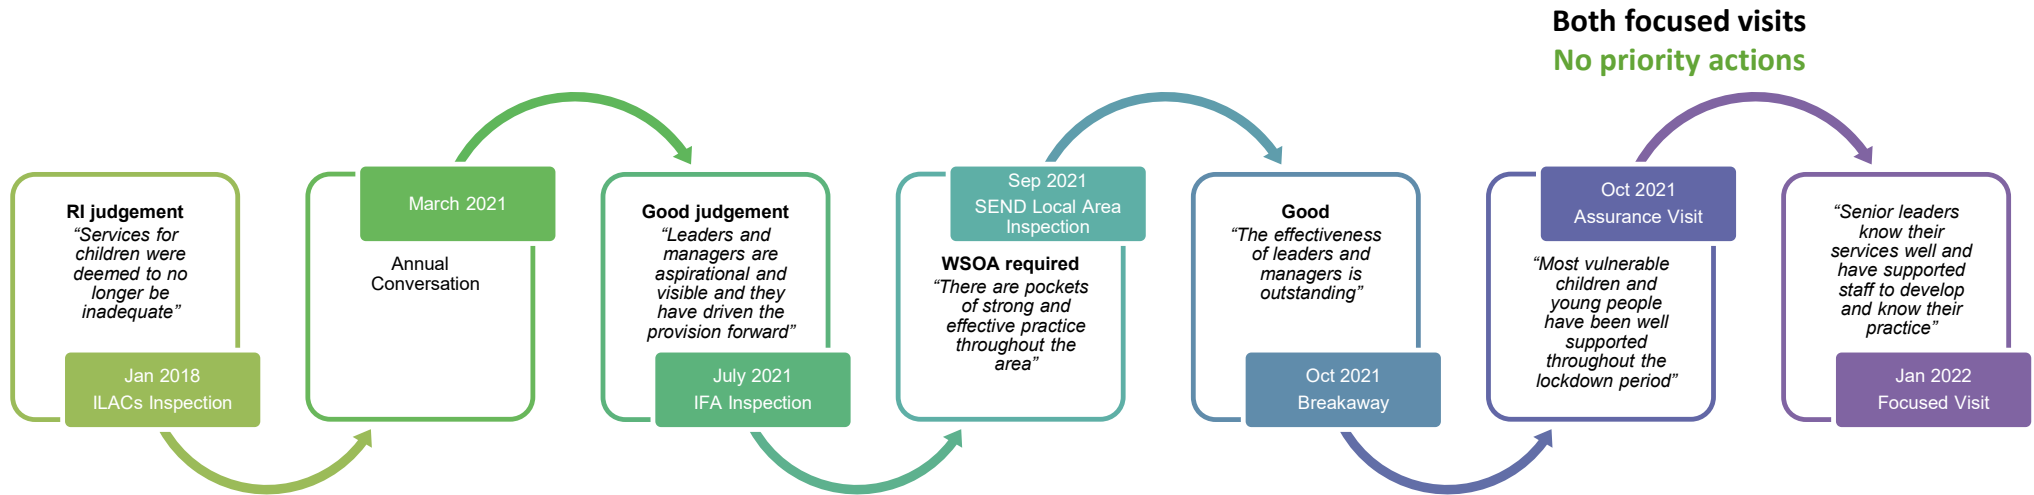 Both focused visits
No priority actions
RI judgement
“Services for
children were
deemed to no
longer be
inadequate”
Jan 2018
ILACs Inspection
March 2021
Annual
Conversation
Good judgement
“Leaders and
managers are
aspirational and
visible and they
have driven the
provision forward”
July 2021
IFA Inspection
Sep 2021
SEND Local Area
Inspection
WSOA required
“There are pockets
of strong and
effective practice
throughout the
area”
Good
“The effectiveness
of leaders and
managers is
outstanding”
Oct 2021
Breakaway
Oct 2021
Assurance Visit
“Most vulnerable
children and
young people
have been well
supported
throughout the
lockdown period”
“Senior leaders
know their
services well and
have supported
staff to develop
and know their
practice”
Jan 2022
Focused Visit